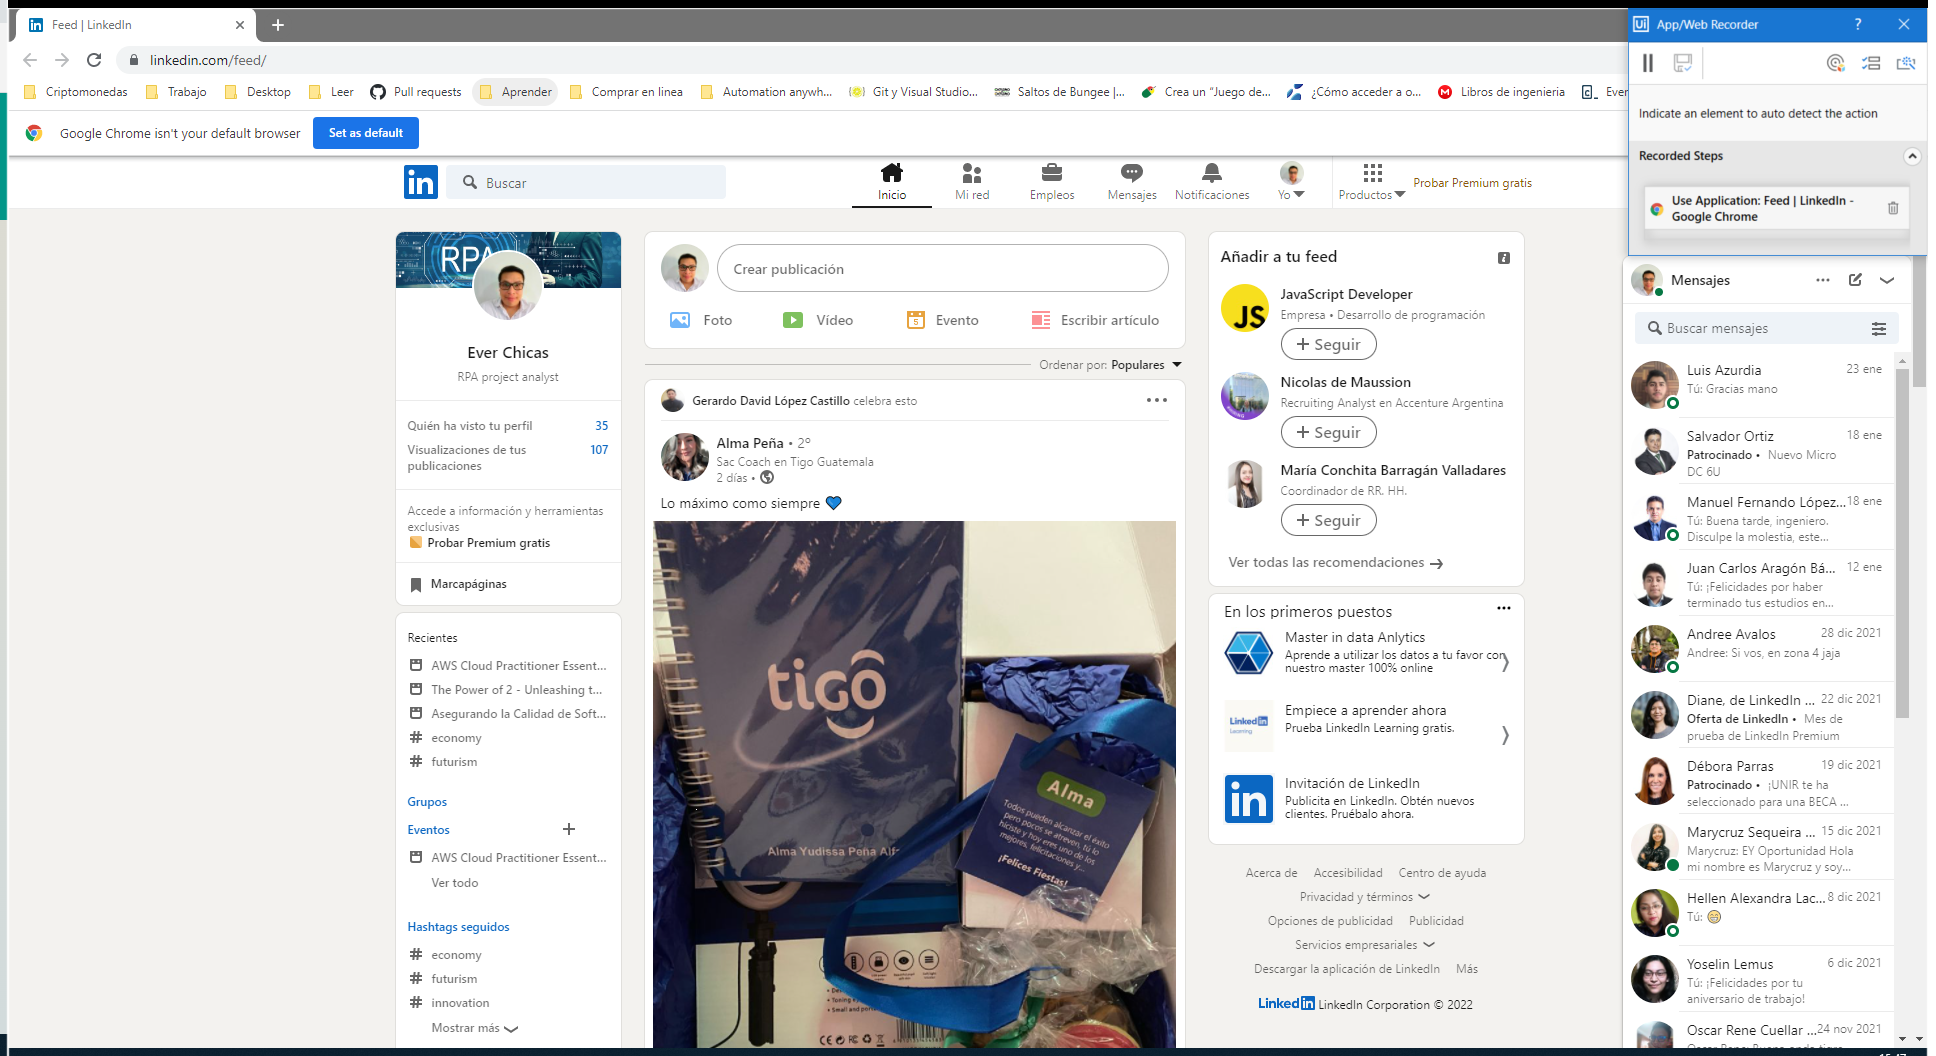 Feed | LinkedIn
linkedin.com/feed/
Criptomonedas
Trabajo
Desktop
Leer
Pull requests
Aprender
Comprar en linea
Automation anywh...
Git y Visual Studio...
Saltos de Bungee |...
Crea un "Juego de...
¿Cómo acceder a o...
Libros de ingenieria
Ever
Google Chrome isn't your default browser
Set as default
App/Web Recorder
Indicate an element to auto detect the action
Recorded Steps
Use Application: Feed | LinkedIn -
Google Chrome
in
Buscar
Inicio
Mi red
Empleos
Mensajes
Notificaciones
Yo
Productos
Probar Premium gratis
RPA
Ever Chicas
RPA project analyst
Quién ha visto tu perfil 35
Visualizaciones de tus 107
publicaciones
Accede a información y herramientas
exclusivas
Probar Premium gratis
Marcapáginas
Recientes
AWS Cloud Practitioner Essent...
The Power of 2 - Unleashing t...
Asegurando la Calidad de Soft...
# economy
# futurism
Grupos
Eventos
AWS Cloud Practitioner Essent...
Ver todo
Hashtags seguidos
# economy
# futurism
# innovation
Mostrar más
Crear publicación
Foto
Vídeo
Evento
Escribir artículo
Ordenar por: Populares
Gerardo David López Castillo celebra esto
Alma Peña • 2º
Sac Coach en Tigo Guatemala
2 días •
Lo máximo como siempre 💙
tigo
Alma Yudissa Peña Alf
Alma
Todos pueden alcanzar el éxito
pero pocos se atreven, tú lo
hiciste y hoy eres uno de los
mejores, felicitaciones y...
¡Felices Fiestas!
Añadir a tu feed
JS
JavaScript Developer
Empresa • Desarrollo de programación
+ Seguir
Nicolas de Maussion
Recruiting Analyst en Accenture Argentina
+ Seguir
María Conchita Barragán Valladares
Coordinador de RR. HH.
+ Seguir
Ver todas las recomendaciones →
En los primeros puestos
Master in data Anlytics
Aprende a utilizar los datos a tu favor con
nuestro master 100% online
Linked in
Learning
Empiece a aprender ahora
Prueba LinkedIn Learning gratis.
in
Invitación de LinkedIn
Publicita en LinkedIn. Obtén nuevos
clientes. Pruébalo ahora.
Acerca de
Accesibilidad
Centro de ayuda
Privacidad y términos
Opciones de publicidad
Publicidad
Servicios empresariales
Descargar la aplicación de LinkedIn
Más
Linked in LinkedIn Corporation © 2022
Mensajes
Buscar mensajes
Luis Azurdia 23 ene
Tú: Gracias mano
Salvador Ortiz 18 ene
Patrocinado • Nuevo Micro
DC 6U
Manuel Fernando López... 18 ene
Tú: Buena tarde, ingeniero.
Disculpe la molestia, este...
Juan Carlos Aragón Bá... 12 ene
Tú: ¡Felicidades por haber
terminado tus estudios en...
Andree Avalos 28 dic 2021
Andree: Si vos, en zona 4 jaja
Diane, de LinkedIn ... 22 dic 2021
Oferta de LinkedIn • Mes de
prueba de LinkedIn Premium
Débora Parras 19 dic 2021
Patrocinado • ¡UNIR te ha
seleccionado para una BECA ...
Marycruz Sequeira ... 15 dic 2021
Marycruz: EY Oportunidad Hola
mi nombre es Marycruz y soy...
Hellen Alexandra Lac... 8 dic 2021
Tú: 😁
Yoselin Lemus 6 dic 2021
Tú: ¡Felicidades por tu
aniversario de trabajo!
Oscar Rene Cuellar ... 24 nov 2021